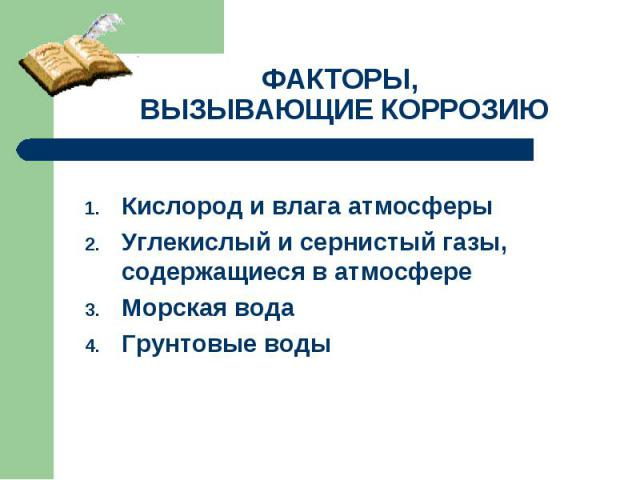 ФАКТОРЫ,
ВЫЗЫВАЮЩИЕ КОРРОЗИЮ
1. Кислород и влага атмосферы
2. Углекислый и сернистый газы,
содержащиеся в атмосфере
3. Морская вода
4. Грунтовые воды